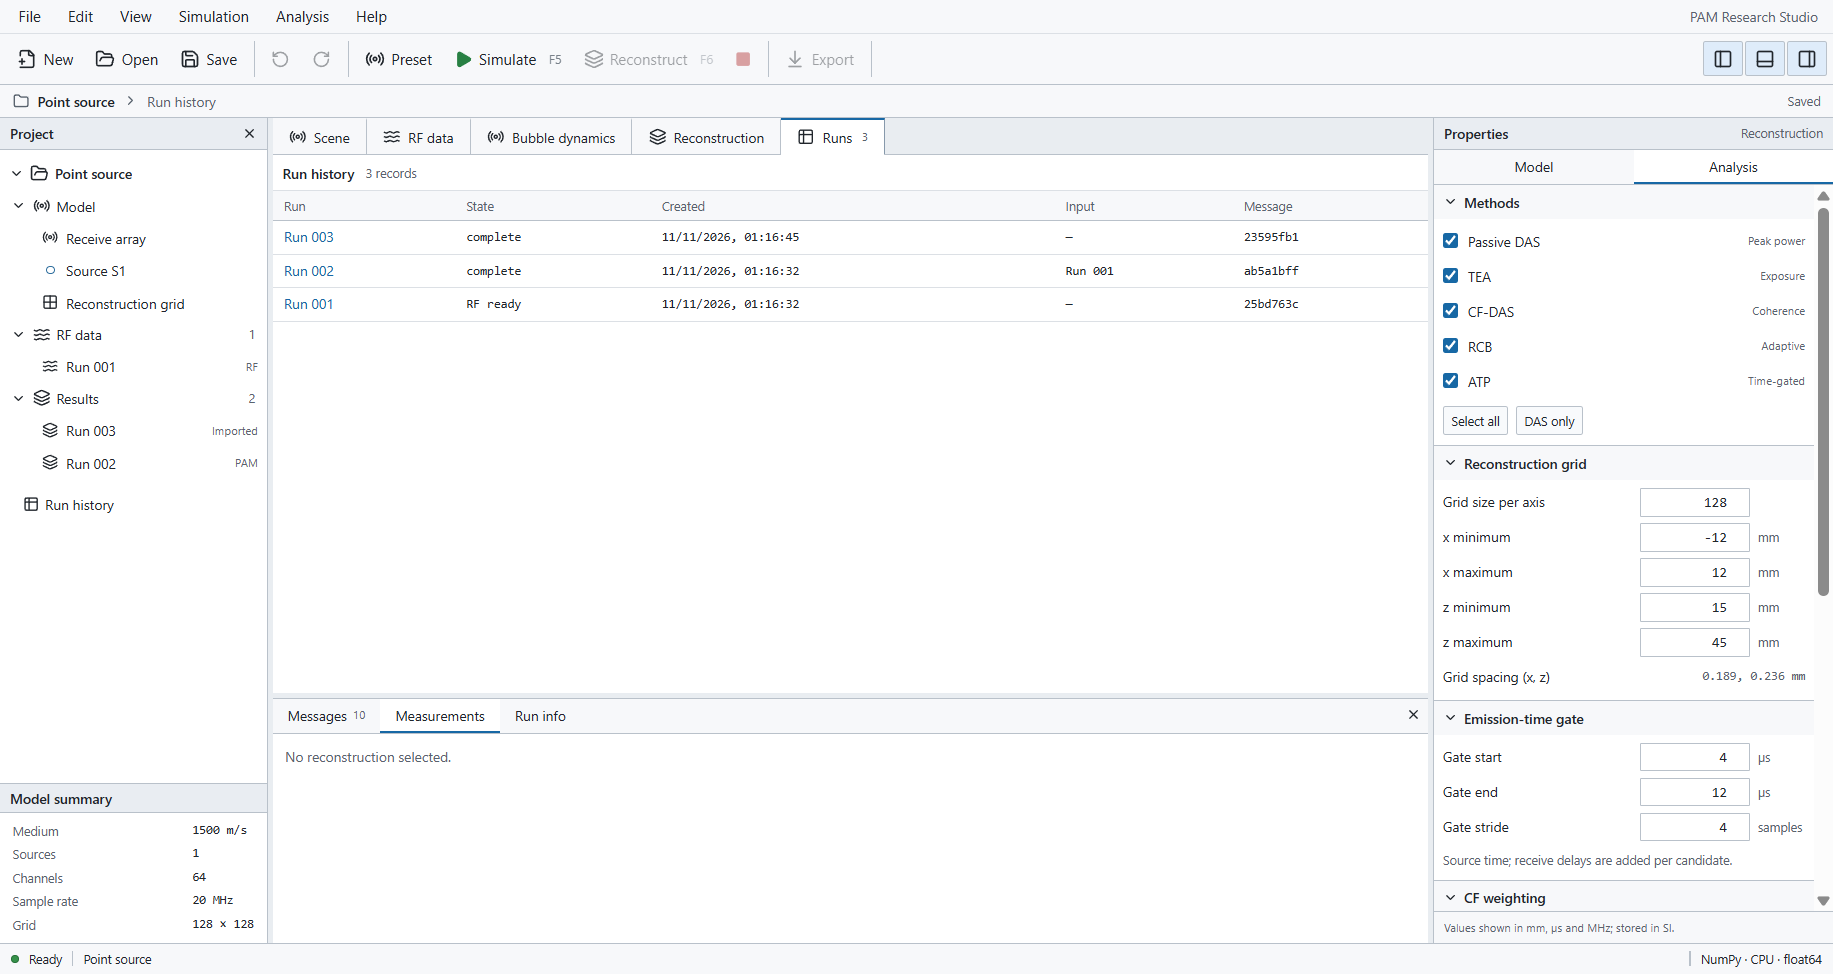 File Edit View Simulation Analysis Help PAM Research Studio
New Open Save Preset Simulate F5 Reconstruct F6 Export
Point source > Run history Saved
Project
Point source
Model
Receive array
Source S1
Reconstruction grid
RF data 1
Run 001 RF
Results 2
Run 003 Imported
Run 002 PAM
Run history
Model summary
Medium 1500 m/s
Sources 1
Channels 64
Sample rate 20 MHz
Grid 128 × 128
Scene RF data Bubble dynamics Reconstruction Runs 3
Run history 3 records
Run State Created Input Message
Run 003 complete 11/11/2026, 01:16:45 — 23595fb1
Run 002 complete 11/11/2026, 01:16:32 Run 001 ab5a1bff
Run 001 RF ready 11/11/2026, 01:16:32 — 25bd763c
Messages 10 Measurements Run info
No reconstruction selected.
Properties Reconstruction
Model Analysis
Methods
Passive DAS Peak power
TEA Exposure
CF-DAS Coherence
RCB Adaptive
ATP Time-gated
Select all DAS only
Reconstruction grid
Grid size per axis 128
x minimum -12 mm
x maximum 12 mm
z minimum 15 mm
z maximum 45 mm
Grid spacing (x, z) 0.189, 0.236 mm
Emission-time gate
Gate start 4 µs
Gate end 12 µs
Gate stride 4 samples
Source time; receive delays are added per candidate.
CF weighting
Values shown in mm, µs and MHz; stored in SI.
Ready Point source NumPy · CPU · float64